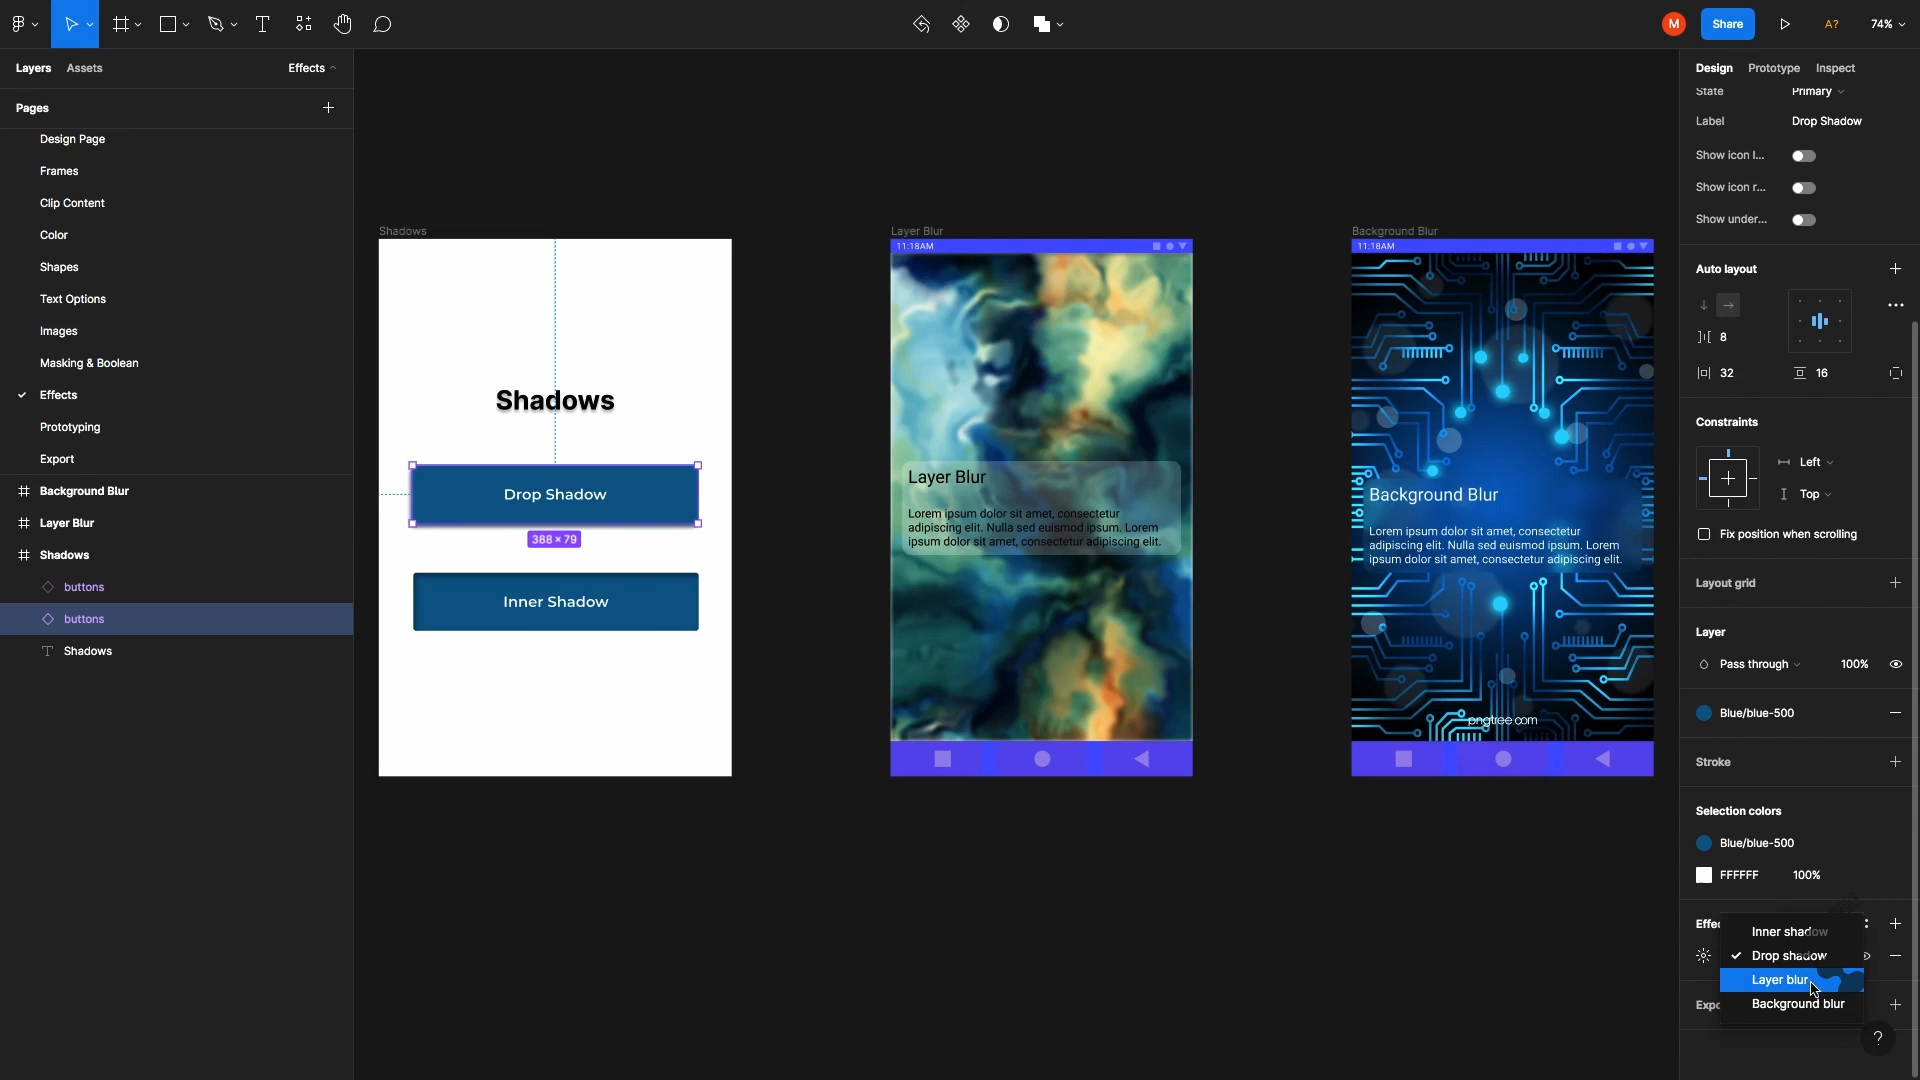 M
Share
A?
74%
Layers
Assets
Effects
Pages
Design Page
Frames
Clip Content
Color
Shapes
Text Options
Images
Masking & Boolean
Effects
Prototyping
Export
Background Blur
Layer Blur
Shadows
buttons
buttons
Shadows
Shadows
Shadows
Drop Shadow
388 × 79
Inner Shadow
Layer Blur
11:18AM
Layer Blur
Lorem ipsum dolor sit amet, consectetur
adipiscing elit. Nulla sed euismod ipsum. Lorem
ipsum dolor sit amet, consectetur adipiscing elit.
Background Blur
11:18AM
Background Blur
Lorem ipsum dolor sit amet, consectetur
adipiscing elit. Nulla sed euismod ipsum. Lorem
ipsum dolor sit amet, consectetur adipiscing elit.
pngtree.com
Design
Prototype
Inspect
State
Primary
Label
Drop Shadow
Show icon l...
Show icon r...
Show under...
Auto layout
8
32
16
Constraints
Left
Top
Fix position when scrolling
Layout grid
Layer
Pass through
100%
Blue/blue-500
Stroke
Selection colors
Blue/blue-500
FFFFFF
100%
Effec
Inner shadow
Drop shadow
Layer blur
Background blur
Expo
?